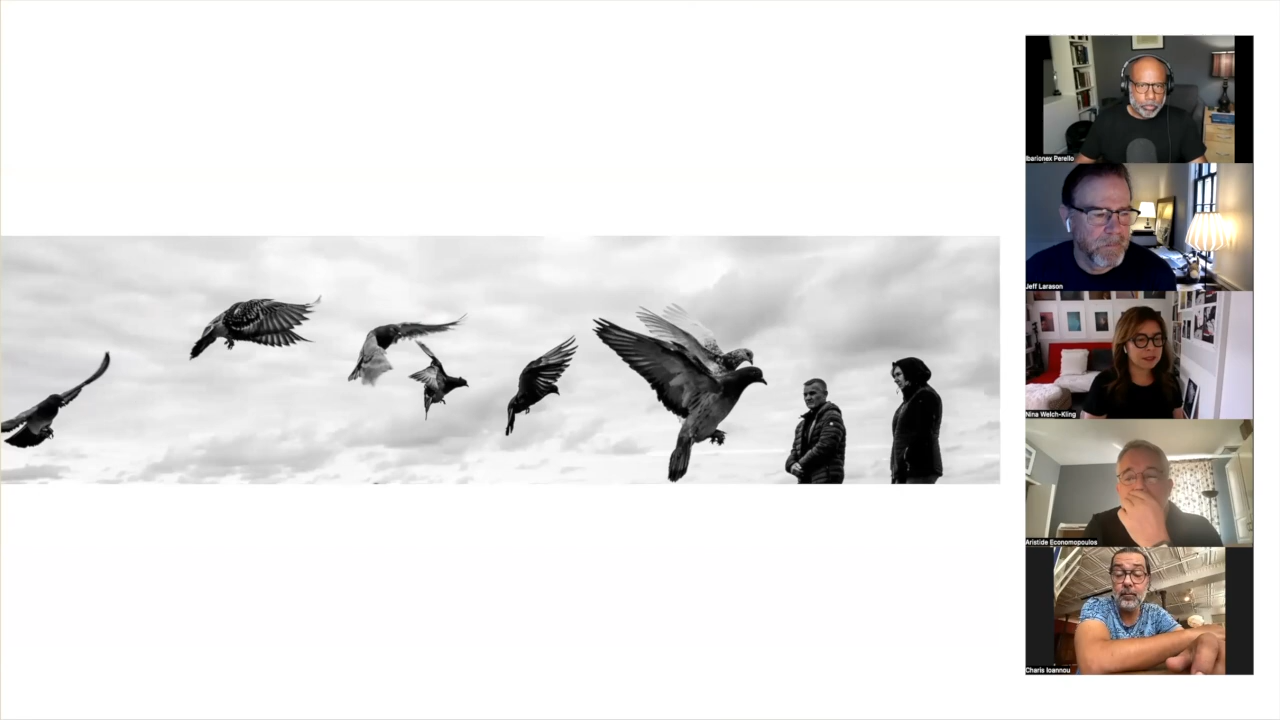 Ibarionex Perello
Jeff Larason
Nina Welch-Kling
Aristide Economopoulos
Charis Ioannou